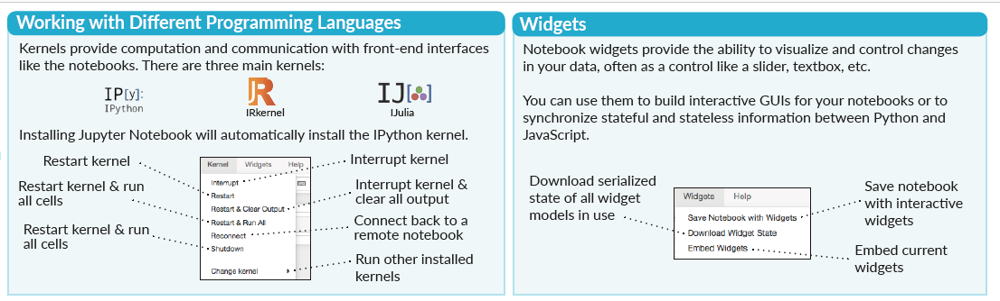 Working with Different Programming Languages
Kernels provide computation and communication with front-end interfaces
like the notebooks. There are three main kernels:
IP[y]:
IPython
IRkernel
IJ
IJulia
Installing Jupyter Notebook will automatically install the IPython kernel.
Restart kernel
Restart kernel & run
all cells
Restart kernel & run
all cells
Kernel Widgets Help
Interrupt
Restart
Restart & Clear Output
Restart & Run All
Reconnect
Shutdown
Change kernel
Interrupt kernel
Interrupt kernel &
clear all output
Connect back to a
remote notebook
Run other installed
kernels
Widgets
Notebook widgets provide the ability to visualize and control changes
in your data, often as a control like a slider, textbox, etc.
You can use them to build interactive GUIs for your notebooks or to
synchronize stateful and stateless information between Python and
JavaScript.
Download serialized
state of all widget
models in use
Widgets Help
Save Notebook with Widgets
Download Widget State
Embed Widgets
Save notebook
with interactive
widgets
Embed current
widgets